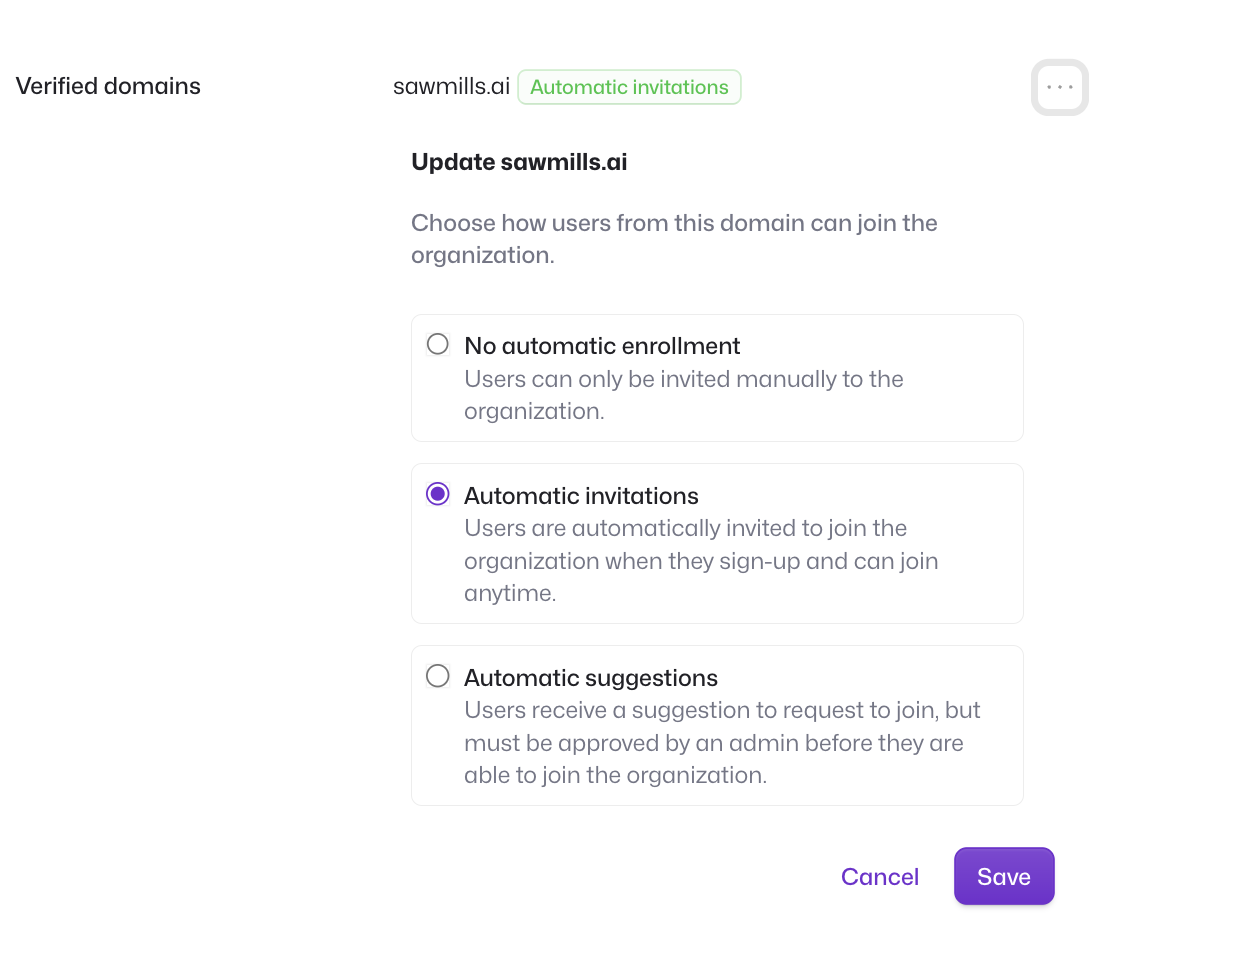 Verified domains
sawmills.ai Automatic invitations
Update sawmills.ai
Choose how users from this domain can join the
organization.
No automatic enrollment
Users can only be invited manually to the
organization.
Automatic invitations
Users are automatically invited to join the
organization when they sign-up and can join
anytime.
Automatic suggestions
Users receive a suggestion to request to join, but
must be approved by an admin before they are
able to join the organization.
Cancel Save